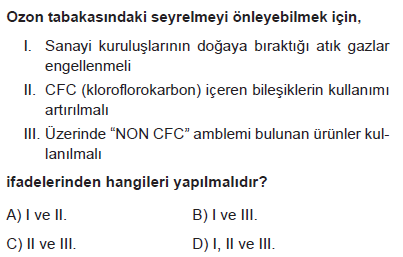 Ozon tabakasındaki seyrelmeyi önleyebilmek için,
I. Sanayi kuruluşlarının doğaya bıraktığı atık gazlar
engellenmeli
II. CFC (kloroflorokarbon) içeren bileşiklerin kullanımı
artırılmalı
III. Üzerinde “NON CFC” amblemi bulunan ürünler kul-
lanılmalı
ifadelerinden hangileri yapılmalıdır?
A) I ve II. B) I ve III.
C) II ve III. D) I, II ve III.